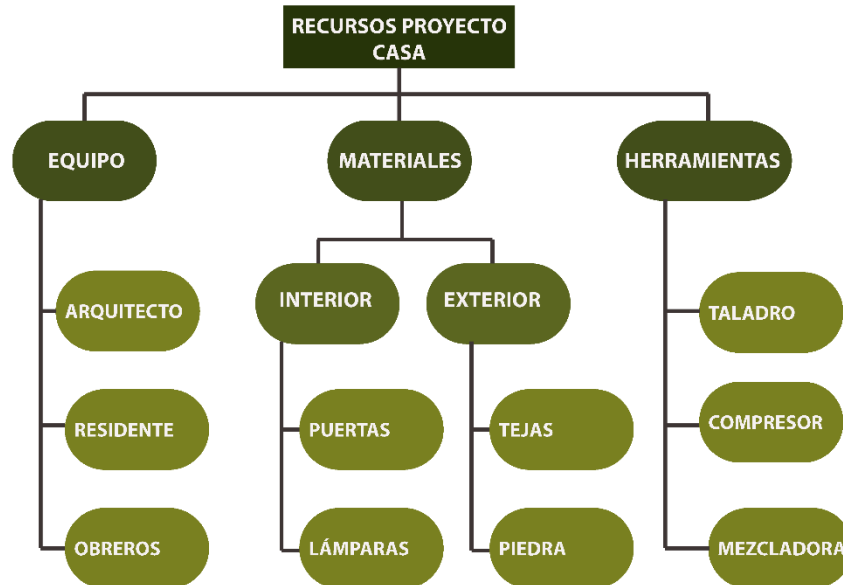 RECURSOS PROYECTO
CASA
EQUIPO
MATERIALES
HERRAMIENTAS
ARQUITECTO
RESIDENTE
OBREROS
INTERIOR
EXTERIOR
PUERTAS
LÁMPARAS
TEJAS
PIEDRA
TALADRO
COMPRESOR
MEZCLADORA